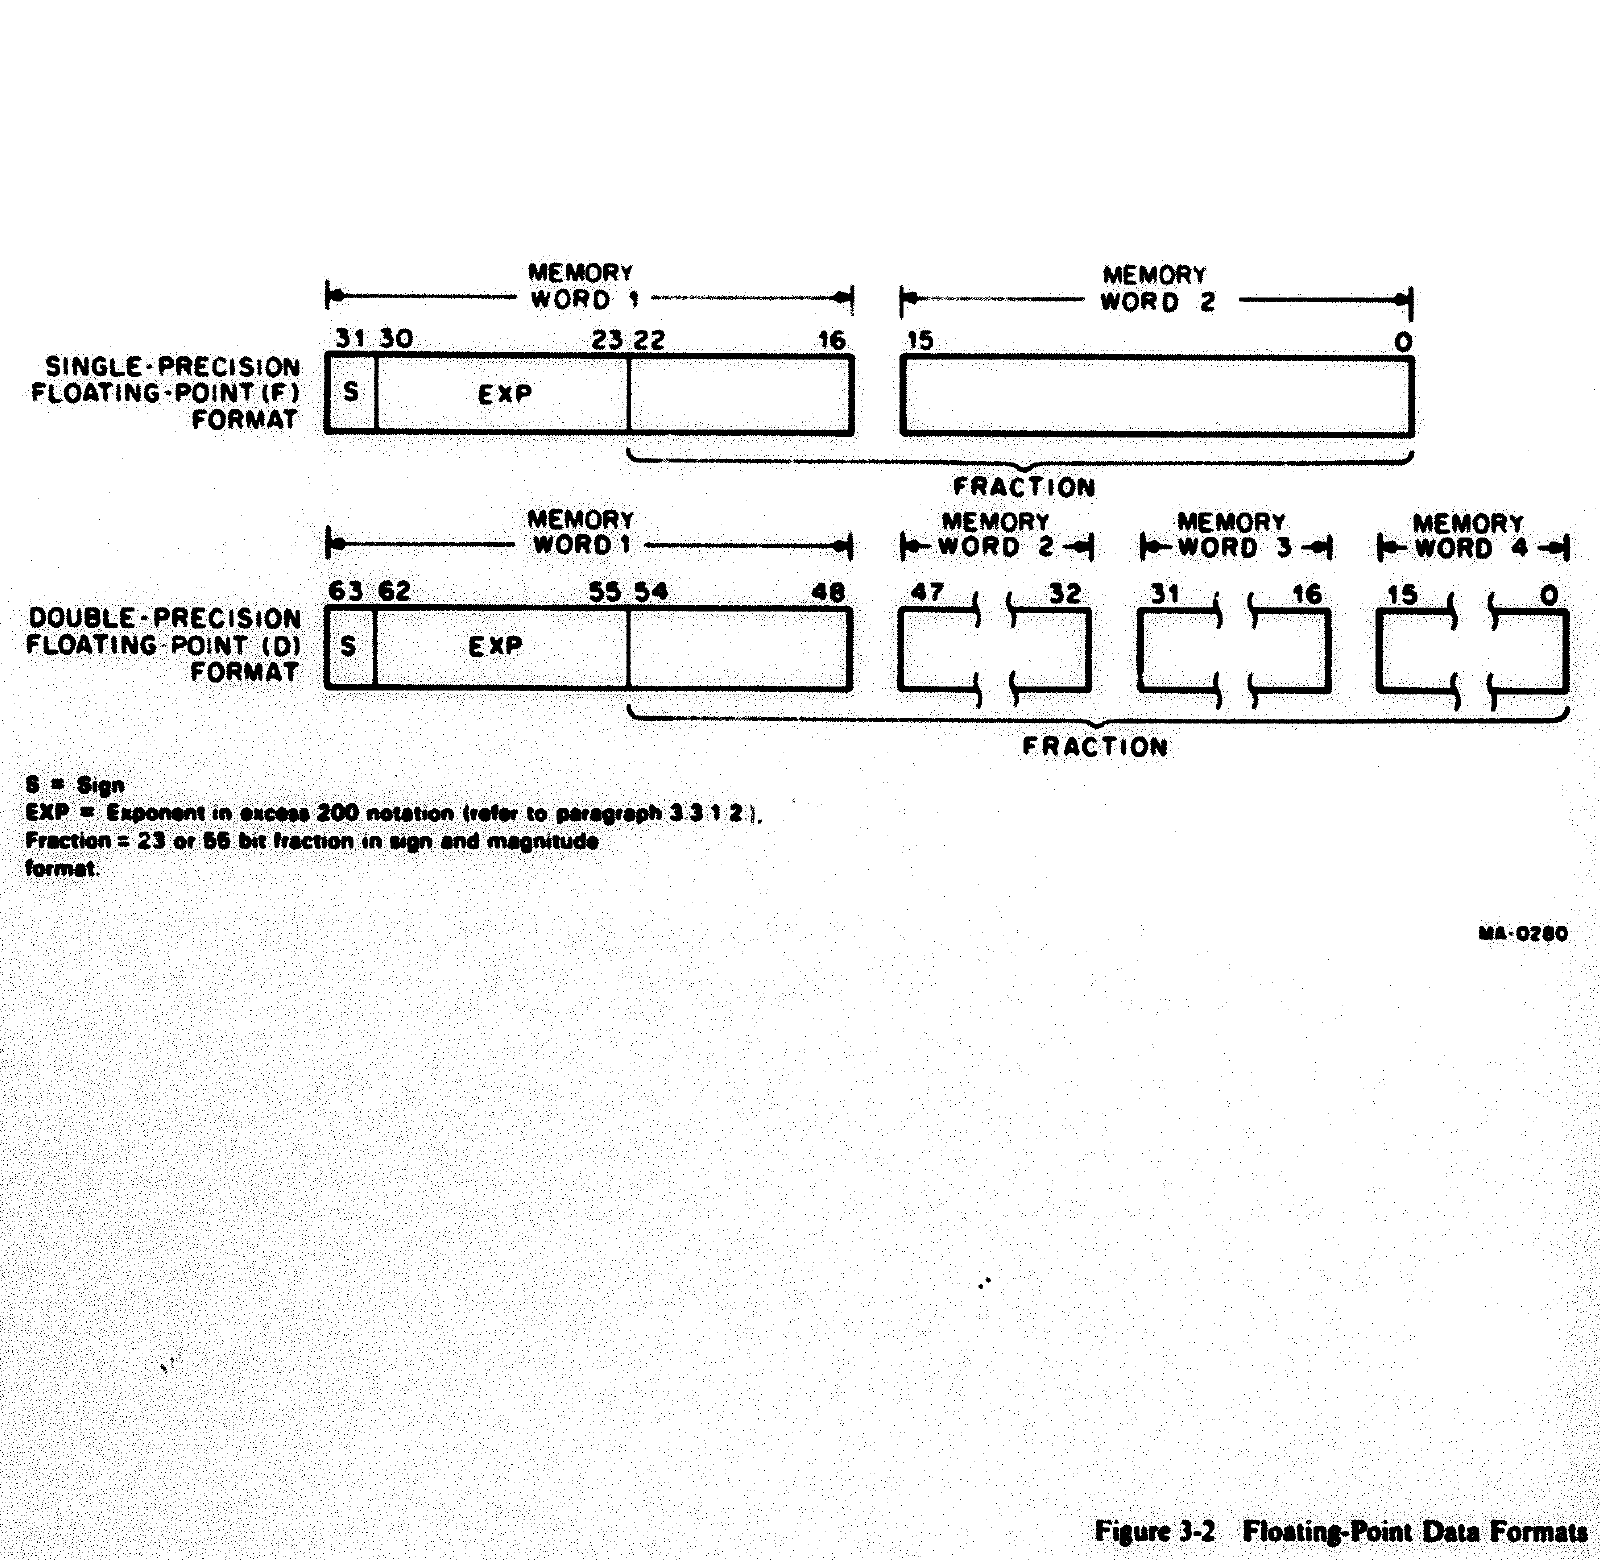 MEMORY
WORD 1
MEMORY
WORD 2
31 30 23 22 16 15 0
SINGLE-PRECISION
FLOATING-POINT (F)
FORMAT
S EXP
FRACTION
MEMORY
WORD 1
MEMORY
WORD 2
MEMORY
WORD 3
MEMORY
WORD 4
63 62 55 54 48 47 32 31 16 15 0
DOUBLE-PRECISION
FLOATING-POINT (D)
FORMAT
S EXP
FRACTION
S = Sign
EXP = Exponent in excess 200 notation (refer to paragraph 3 3 1 2 ).
Fraction = 23 or 55 bit fraction in sign and magnitude
format.
MA-0280
Figure 3-2 Floating-Point Data Formats